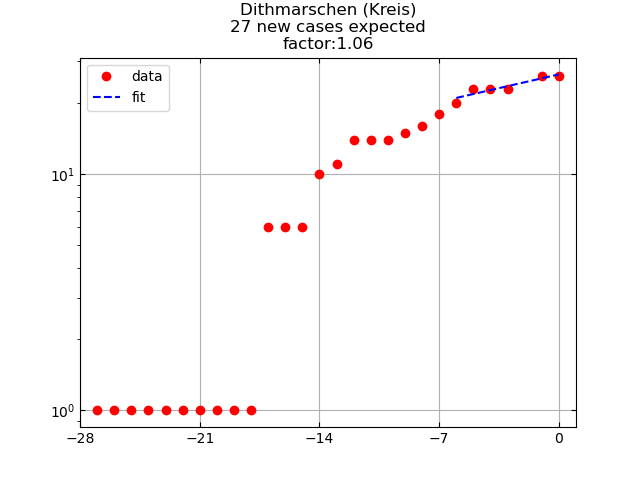 Dithmarschen (Kreis)
27 new cases expected
factor:1.06
data
fit
10^1
10^0
−28 −21 −14 −7 0